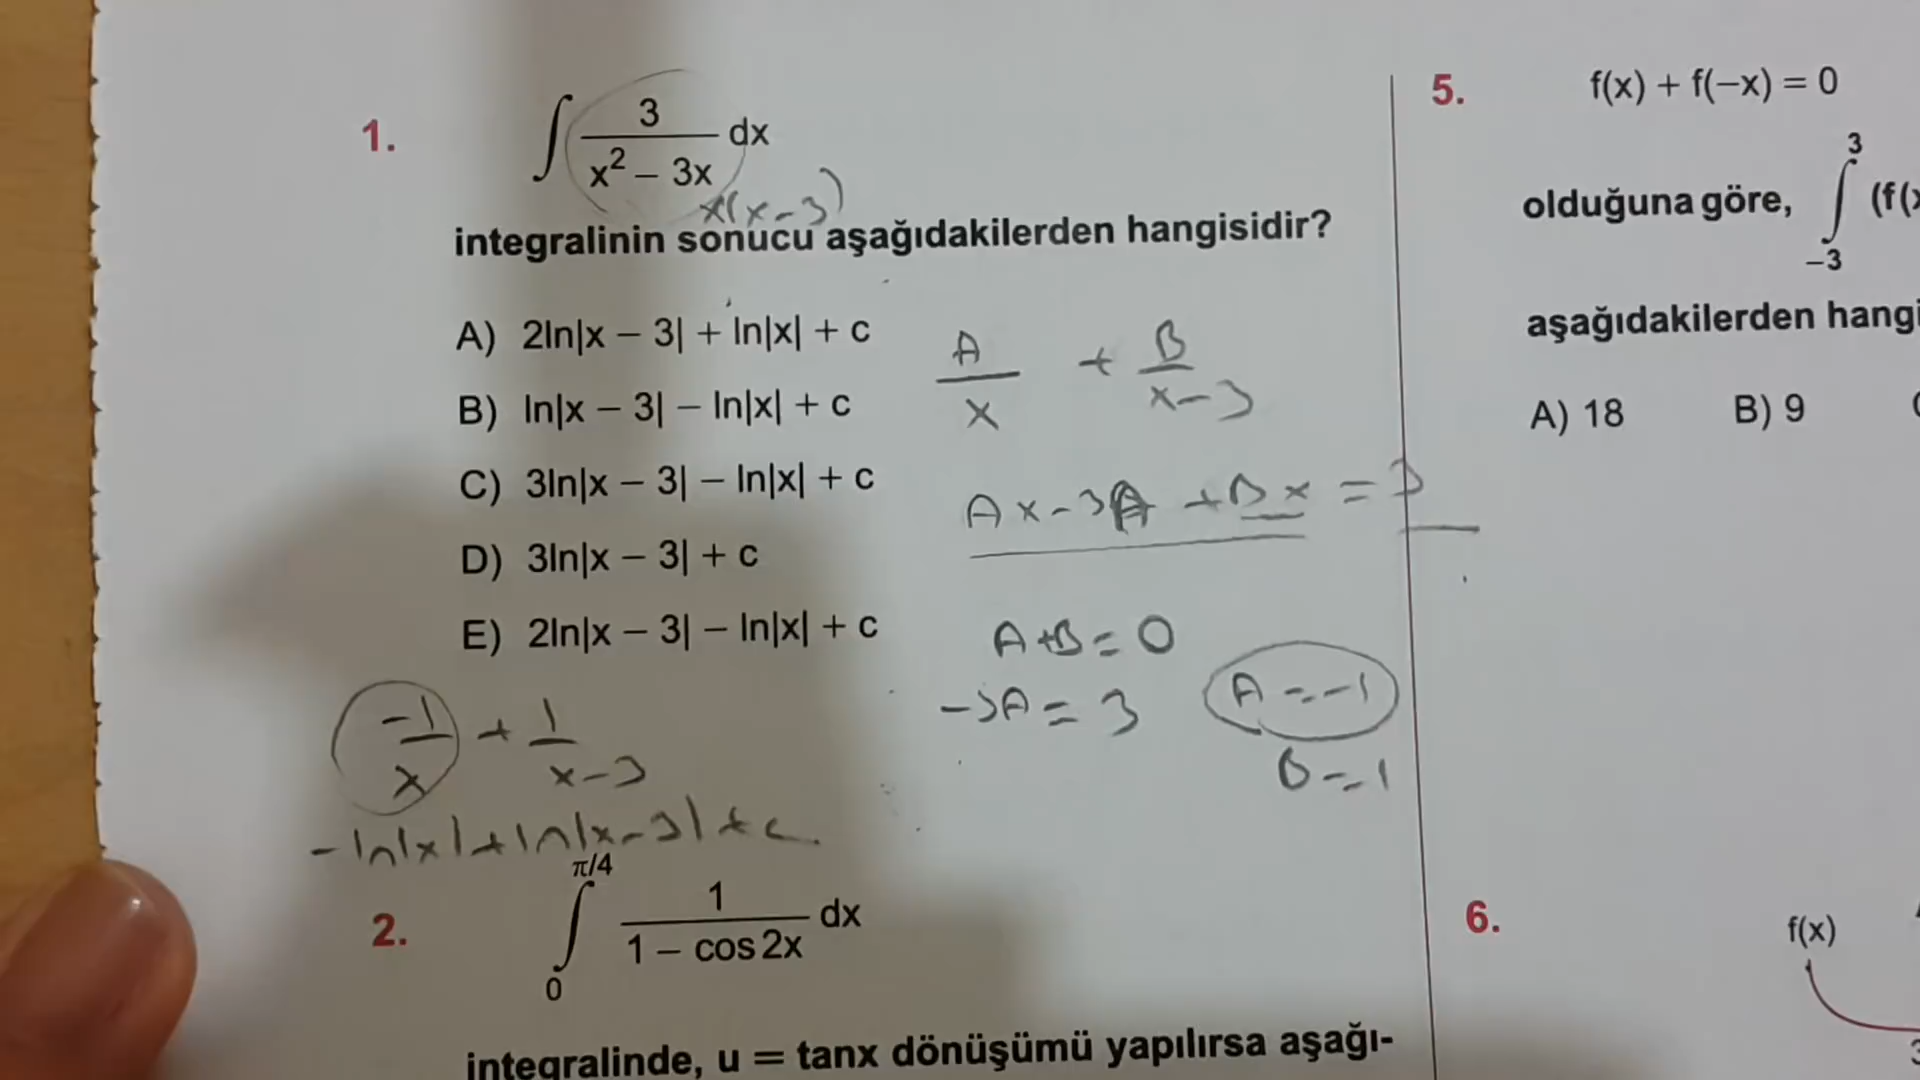 1.
∫ 3 / (x² – 3x) dx
x(x-3)
integralinin sonucu aşağıdakilerden hangisidir?
A) 2ln|x – 3| + ln|x| + c
B) ln|x – 3| – ln|x| + c
C) 3ln|x – 3| – ln|x| + c
D) 3ln|x – 3| + c
E) 2ln|x – 3| – ln|x| + c
A/x + B/(x-3)
Ax-3A+Bx = 3
A+B=0
-3A=3
A=-1
B=1
-1/x + 1/(x-3)
-ln|x|+ln|x-3|+c
2.
∫ 0 π/4 1 / (1 – cos 2x) dx
integralinde, u = tanx dönüşümü yapılırsa aşağı-
5.
f(x) + f(–x) = 0
olduğuna göre, ∫ –3 3 (f(
aşağıdakilerden
A) 18 B) 9
6.
f(x)